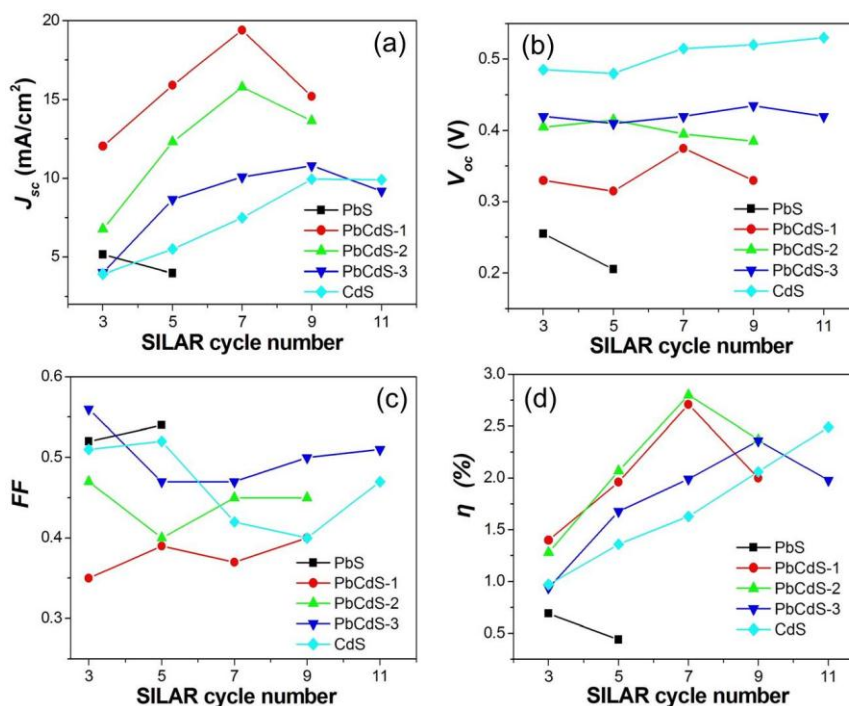 (a)
20
15
10
5
J_sc (mA/cm²)
PbS
PbCdS-1
PbCdS-2
PbCdS-3
CdS
3 5 7 9 11
SILAR cycle number
(b)
0.5
0.4
0.3
0.2
V_oc (V)
PbS
PbCdS-1
PbCdS-2
PbCdS-3
CdS
3 5 7 9 11
SILAR cycle number
(c)
0.6
0.5
0.4
0.3
FF
PbS
PbCdS-1
PbCdS-2
PbCdS-3
CdS
3 5 7 9 11
SILAR cycle number
(d)
3.0
2.5
2.0
1.5
1.0
0.5
η (%)
PbS
PbCdS-1
PbCdS-2
PbCdS-3
CdS
3 5 7 9 11
SILAR cycle number